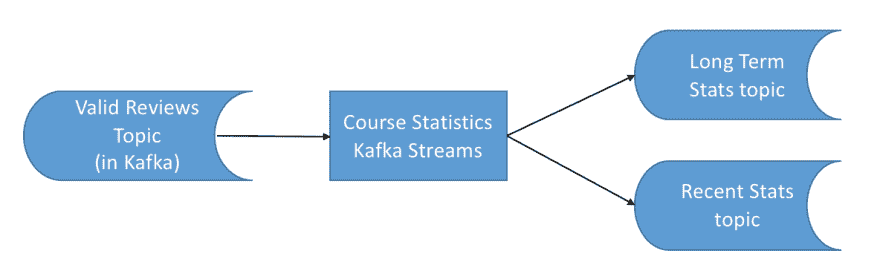 Valid Reviews
Topic
(in Kafka)
Course Statistics
Kafka Streams
Long Term
Stats topic
Recent Stats
topic